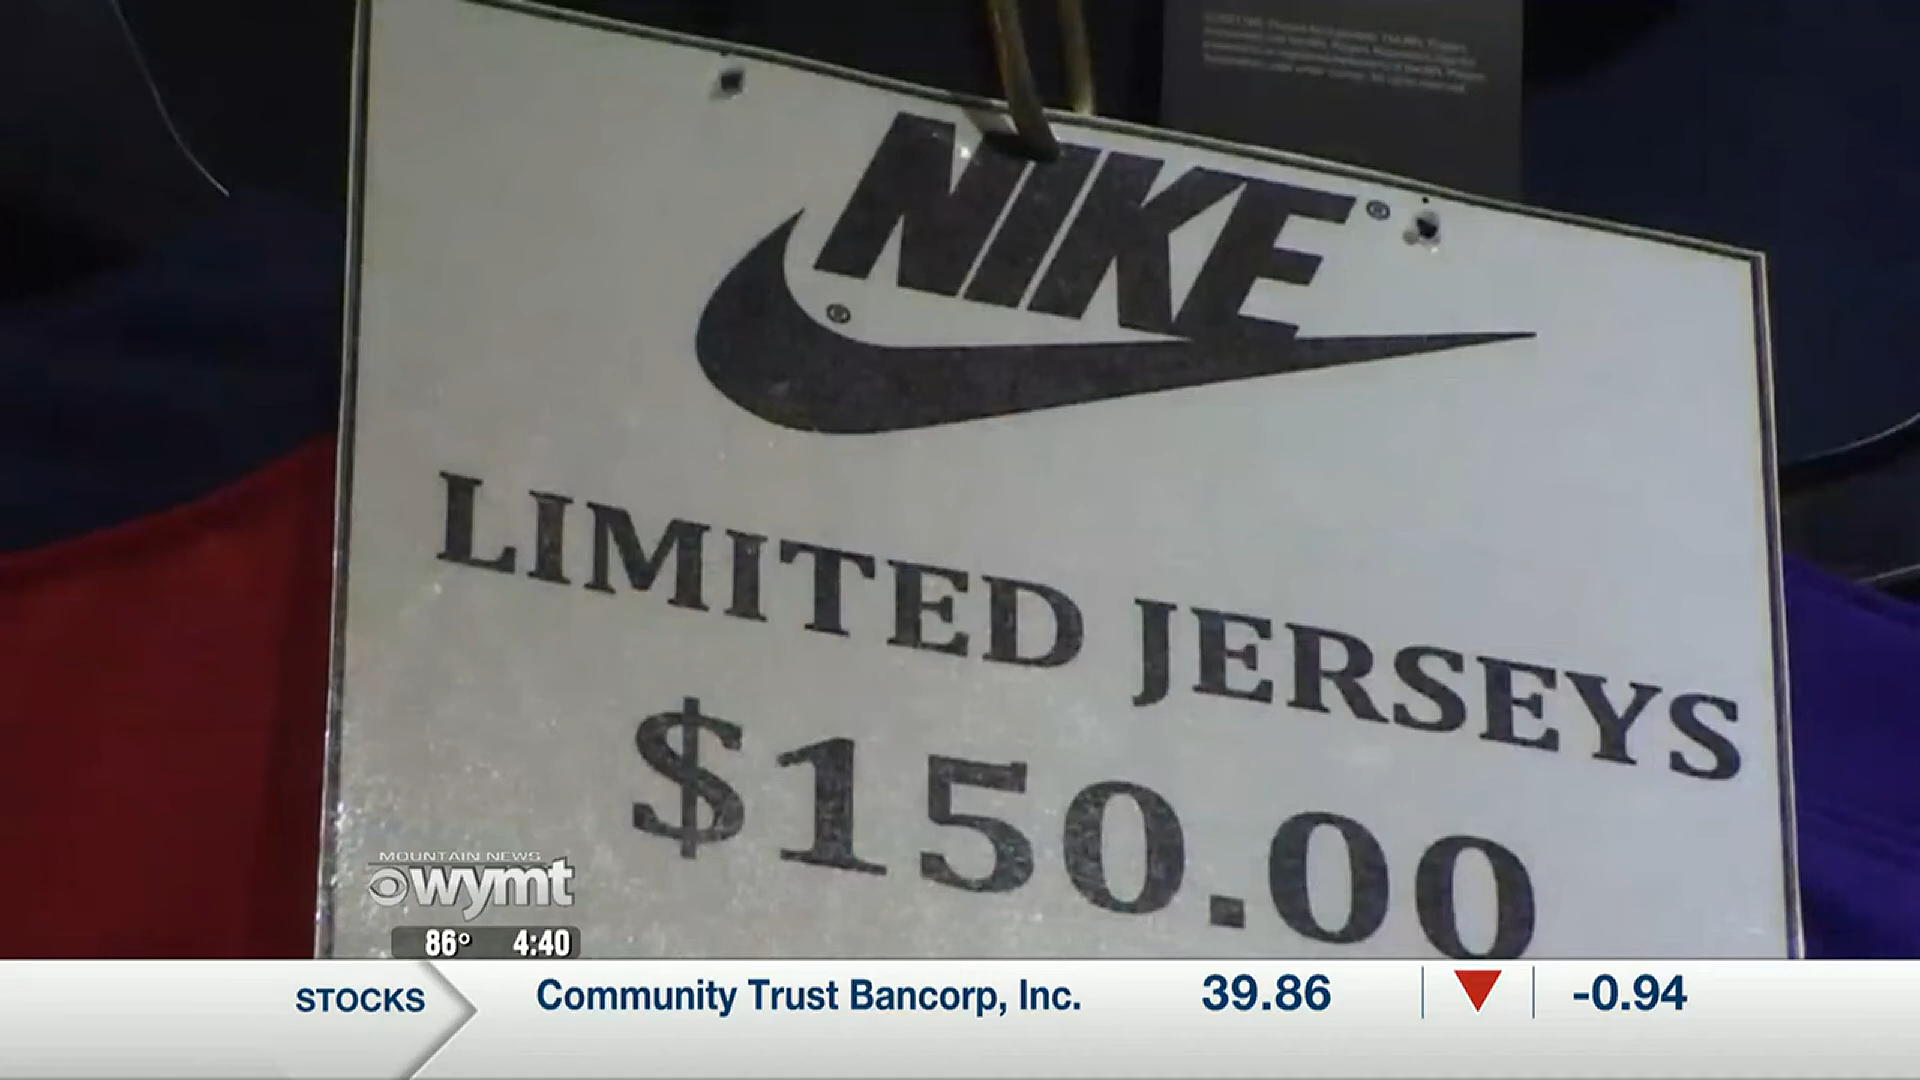 NIKE®
®
LIMITED JERSEYS
$150.00
MOUNTAIN NEWS
wymt
86° 4:40
STOCKS Community Trust Bancorp, Inc. 39.86 -0.94